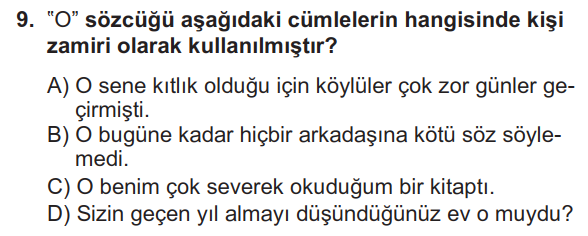 9. "O" sözcüğü aşağıdaki cümlelerin hangisinde kişi
zamiri olarak kullanılmıştır?
A) O sene kıtlık olduğu için köylüler çok zor günler ge-
çirmişti.
B) O bugüne kadar hiçbir arkadaşına kötü söz söyle-
medi.
C) O benim çok severek okuduğum bir kitaptı.
D) Sizin geçen yıl almayı düşündüğünüz ev o muydu?